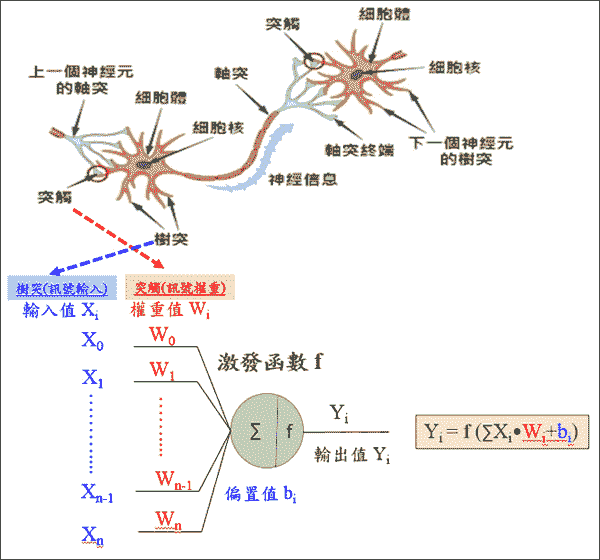 突觸
細胞體
細胞核
上一個神經元
的軸突
軸突
細胞體
細胞核
突觸
樹突
神經信息
軸突終端
下一個神經元
的樹突
樹突(訊號輸入)
突觸(訊號權重)
輸入值 Xi
權重值 Wi
X0
W0
激發函數 f
X1
W1
∑
f
Yi
輸出值 Yi
Yi = f (∑Xi•Wi+bi)
Xn-1
Wn-1
偏置值 bi
Xn
Wn